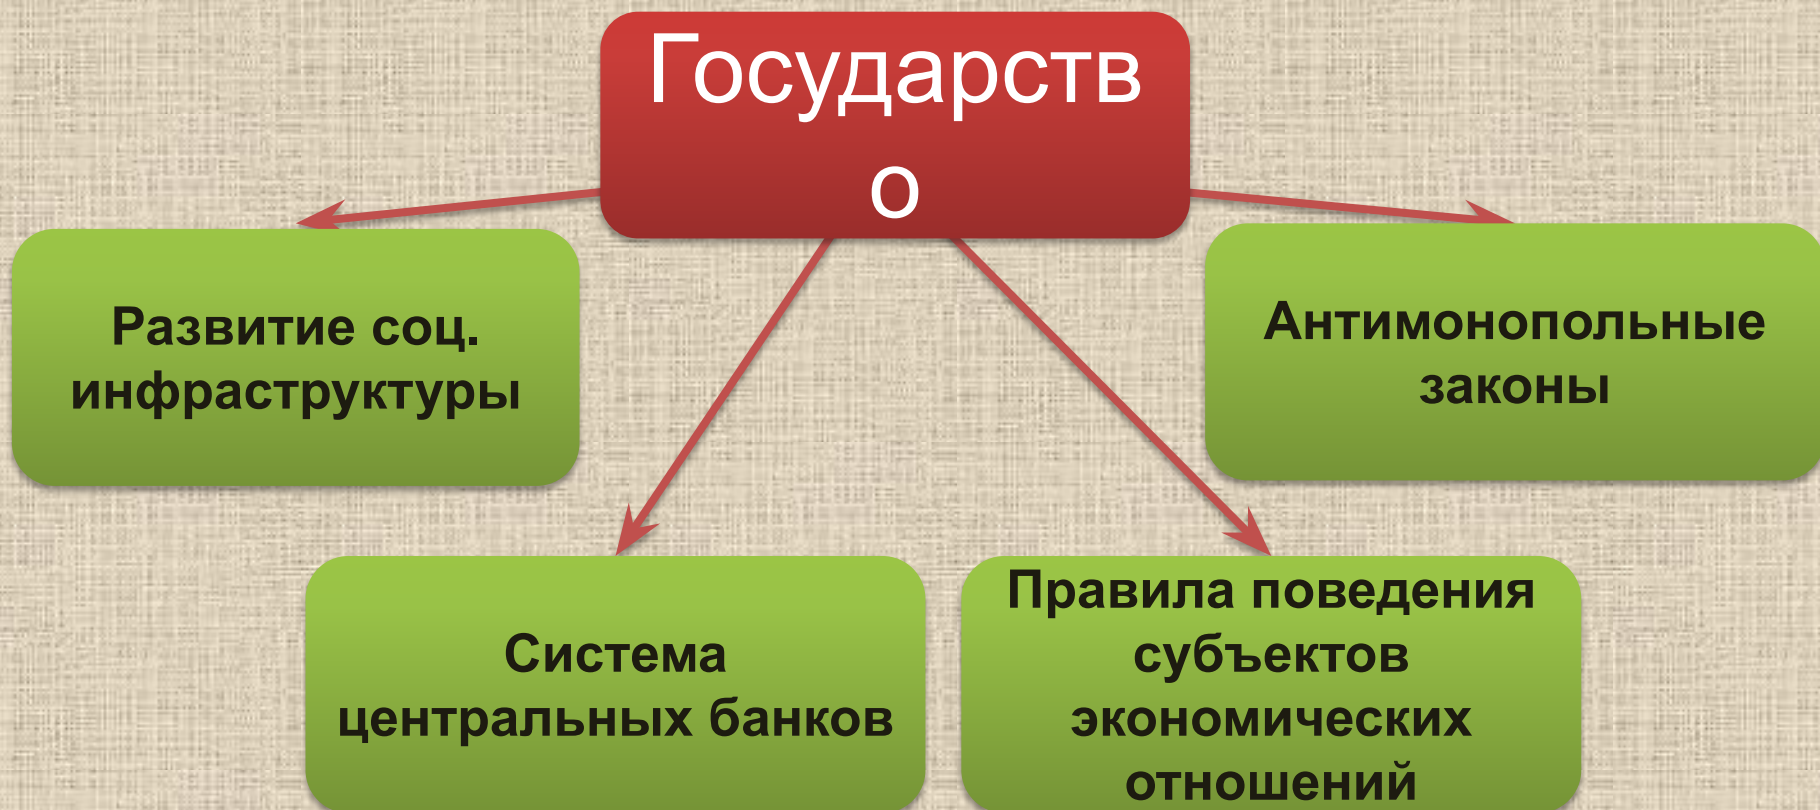 Государств
о
Развитие соц.
инфраструктуры
Антимонопольные
законы
Система
центральных банков
Правила поведения
субъектов
экономических
отношений